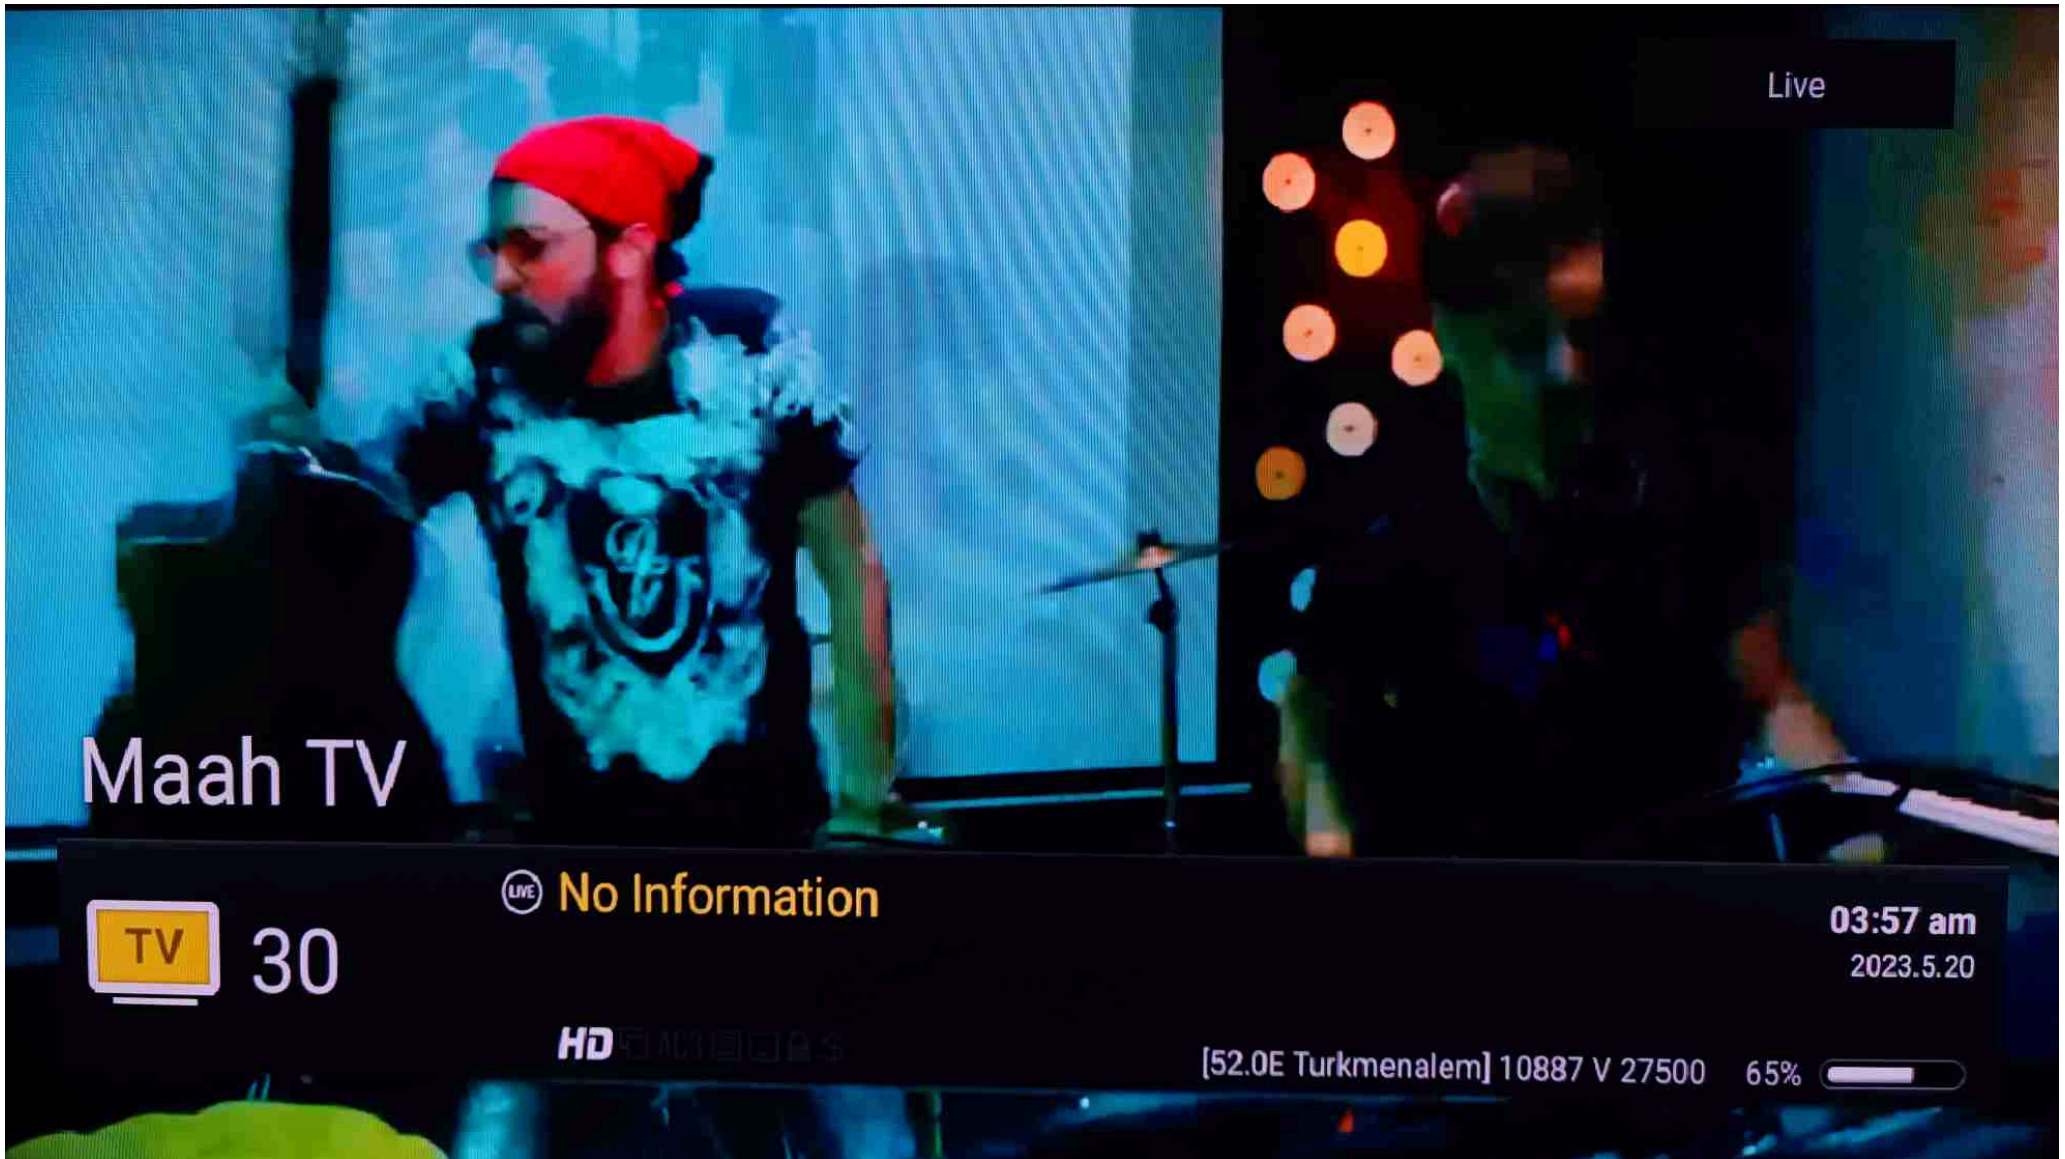 Live
Maah TV
TV 30
LIVE No Information
03:57 am
2023.5.20
HD
[52.0E Turkmenalem] 10887 V 27500 65%